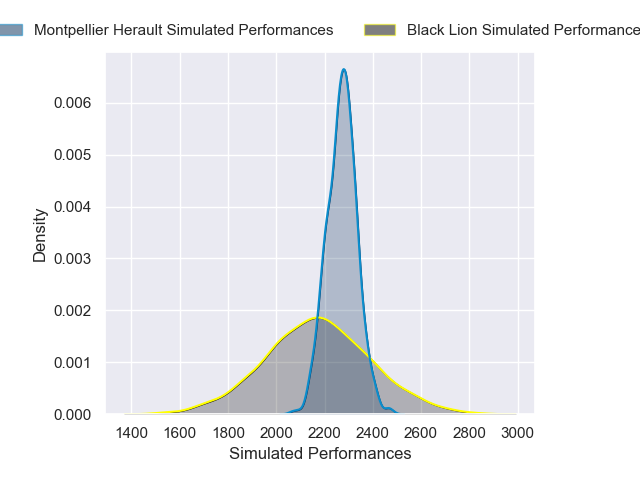 Montpellier Herault Simulated Performances
Black Lion Simulated Performance
0.006
0.005
0.004
0.003
0.002
0.001
0.000
Density
1400 1600 1800 2000 2200 2400 2600 2800 3000
Simulated Performances